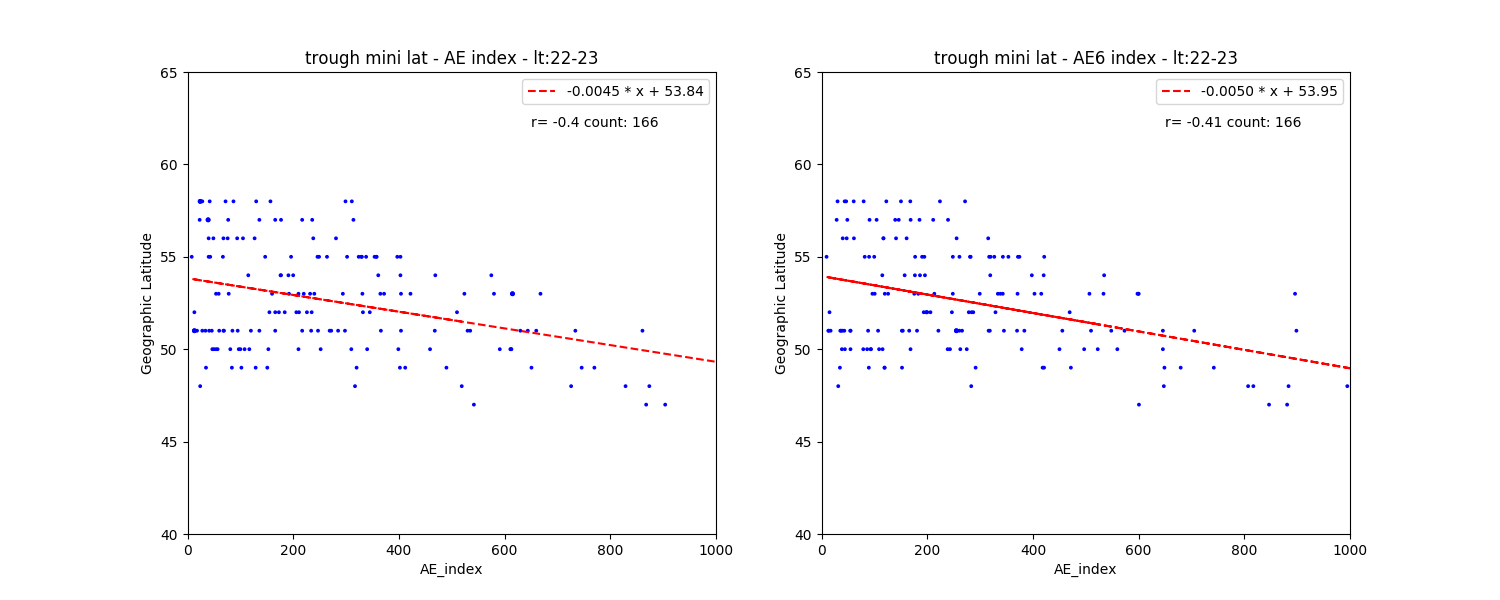 trough mini lat - AE index - lt:22-23
65
60
55
50
45
40
Geographic Latitude
-0.0045 * x + 53.84
r= -0.4 count: 166
0 200 400 600 800 1000
AE_index
trough mini lat - AE6 index - lt:22-23
65
60
55
50
45
40
Geographic Latitude
-0.0050 * x + 53.95
r= -0.41 count: 166
0 200 400 600 800 1000
AE_index